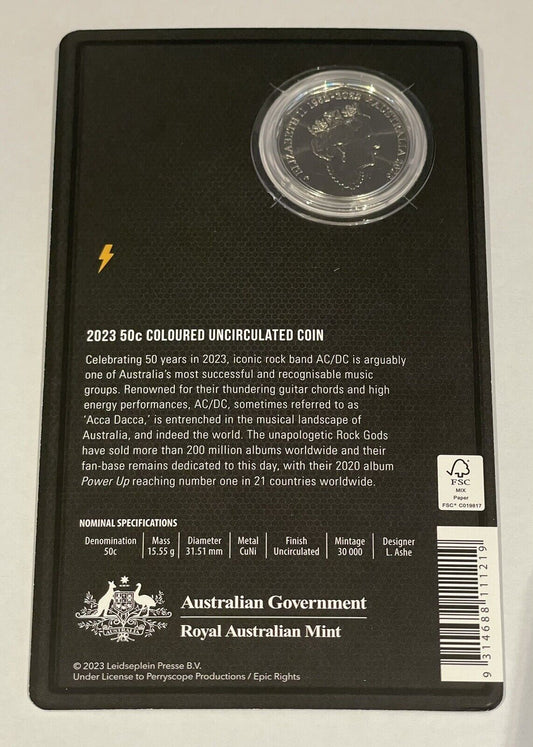 ELIZABETH II 1952-2022 AUSTRALIA 2023
2023 50c COLOURED UNCIRCULATED COIN
Celebrating 50 years in 2023, iconic rock band AC/DC is arguably
one of Australia's most successful and recognisable music
groups. Renowned for their thundering guitar chords and high
energy performances, AC/DC, sometimes referred to as
'Acca Dacca,' is entrenched in the musical landscape of
Australia, and indeed the world. The unapologetic Rock Gods
have sold more than 200 million albums worldwide and their
fan-base remains dedicated to this day, with their 2020 album
Power Up reaching number one in 21 countries worldwide.
FSC
MIX
Paper
FSC® C019817
NOMINAL SPECIFICATIONS
Denomination Mass Diameter Metal Finish Mintage Designer
50c 15.55 g 31.51 mm CuNi Uncirculated 30 000 L. Ashe
AUSTRALIA
Australian Government
Royal Australian Mint
© 2023 Leidseplein Presse B.V.
Under License to Perryscope Productions / Epic Rights
9 314688 111219